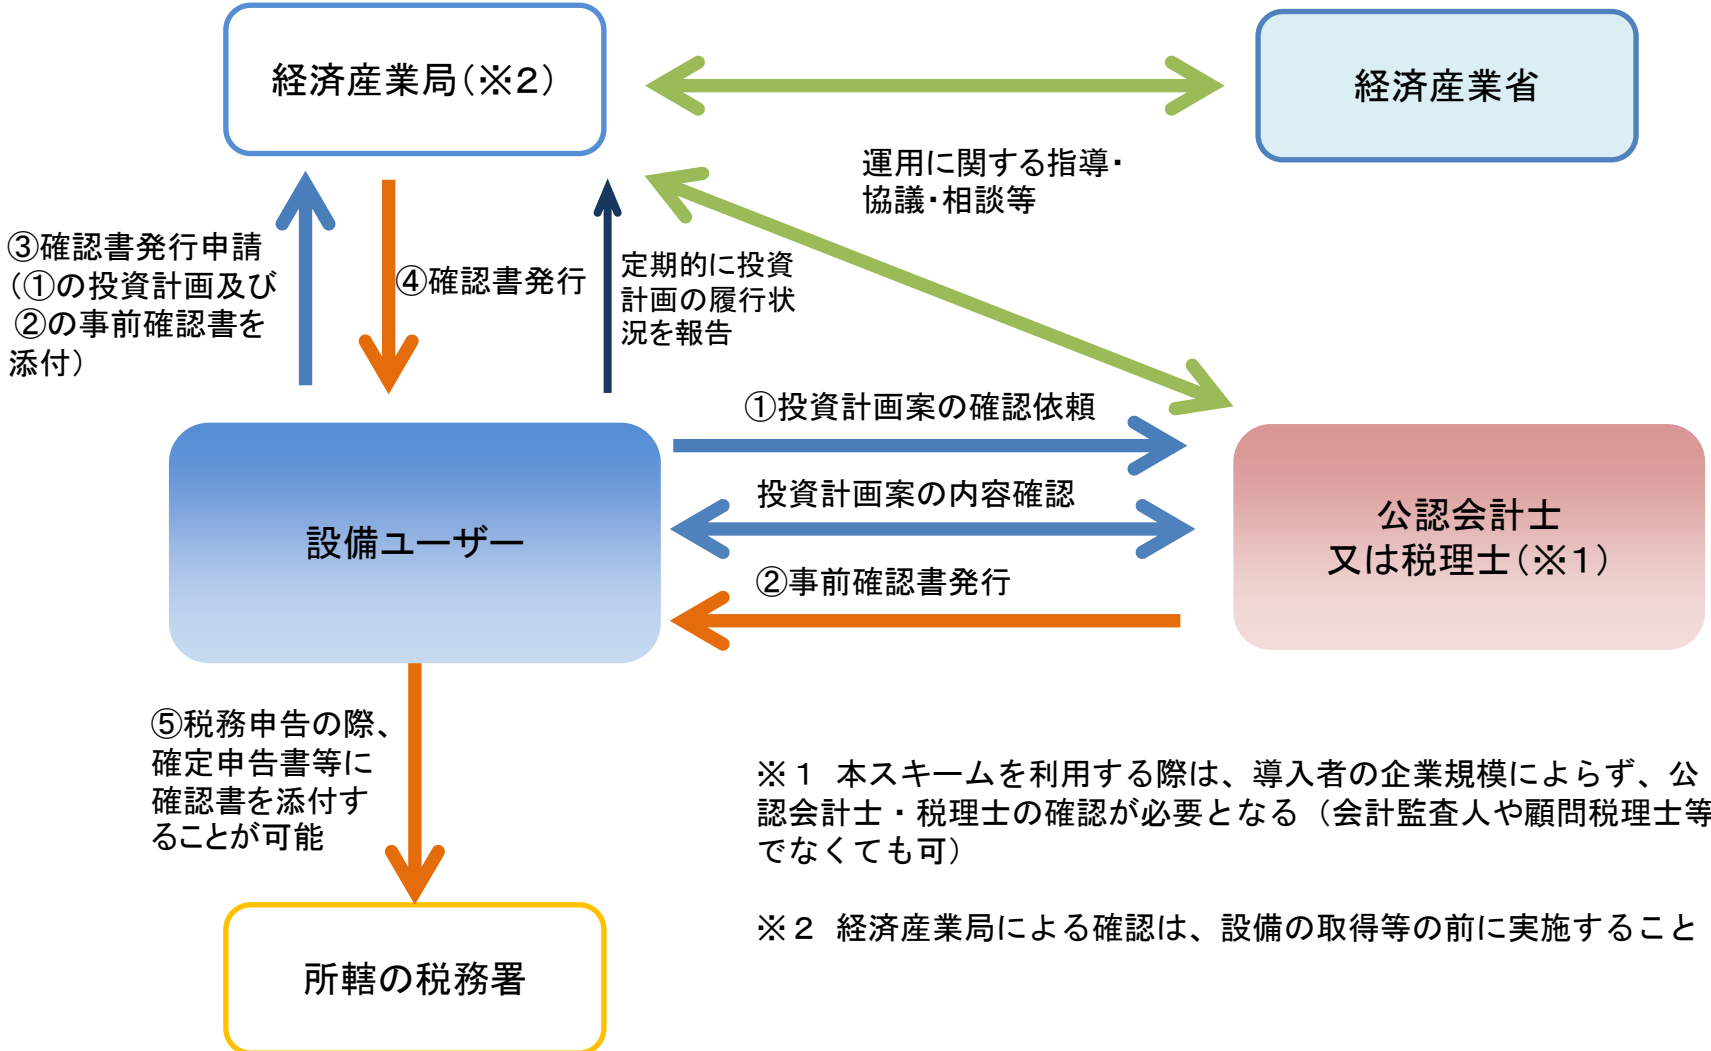 経済産業局(※2)
経済産業省
運用に関する指導・
協議・相談等
③確認書発行申請
(①の投資計画及び
②の事前確認書を
添付)
④確認書発行
定期的に投資
計画の履行状
況を報告
①投資計画案の確認依頼
投資計画案の内容確認
②事前確認書発行
設備ユーザー
公認会計士
又は税理士(※1)
⑤税務申告の際、
確定申告書等に
確認書を添付す
ることが可能
※1 本スキームを利用する際は、導入者の企業規模によらず、公
認会計士・税理士の確認が必要となる(会計監査人や顧問税理士等
でなくても可)
※2 経済産業局による確認は、設備の取得等の前に実施すること
所轄の税務署